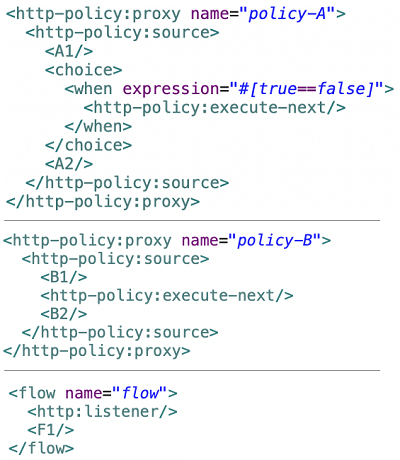 <http-policy:proxy name="policy-A">
<http-policy:source>
<A1/>
<choice>
<when expression="#[true==false]">
<http-policy:execute-next/>
</when>
</choice>
<A2/>
</http-policy:source>
</http-policy:proxy>
<http-policy:proxy name="policy-B">
<http-policy:source>
<B1/>
<http-policy:execute-next/>
<B2/>
</http-policy:source>
</http-policy:proxy>
<flow name="flow">
<http:listener/>
<F1/>
</flow>